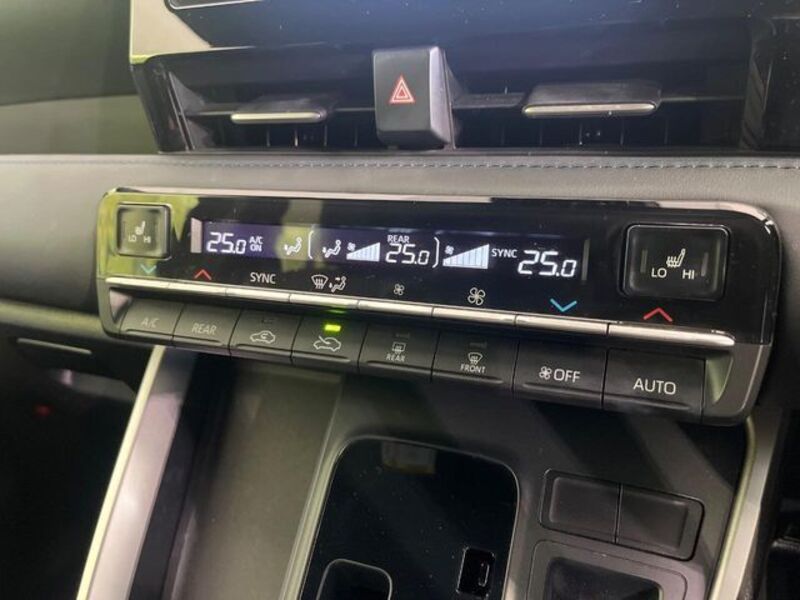 LO HI
25.0 A/C ON REAR 25.0 SYNC 25.0
LO HI
SYNC
A/C REAR REAR FRONT OFF AUTO